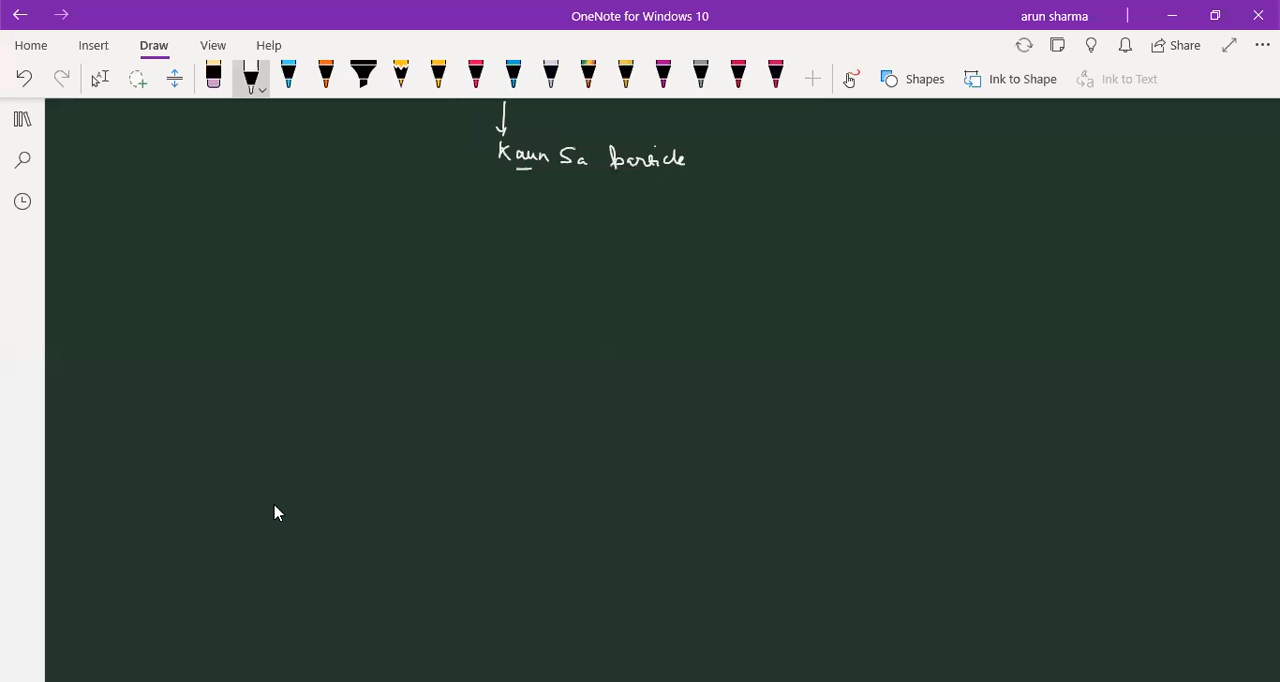 OneNote for Windows 10
arun sharma
Home Insert Draw View Help
Share
Shapes Ink to Shape Ink to Text
Kaun Sa particle